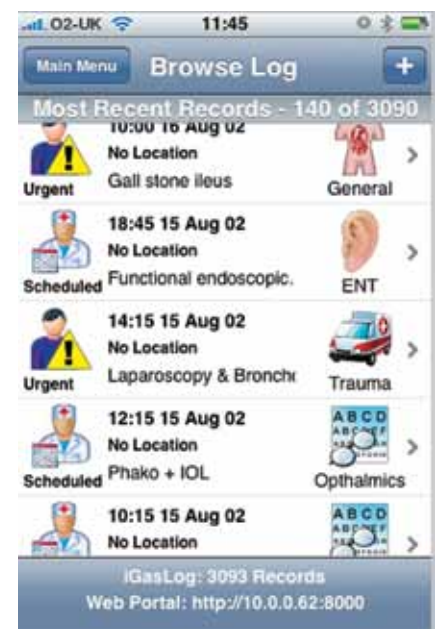 O2-UK 11:45
Main Menu Browse Log +
Most Recent Records - 140 of 3090
10:00 16 Aug 02
No Location
Gall stone ileus
Urgent General
18:45 15 Aug 02
No Location
Functional endoscopic.
Scheduled ENT
14:15 15 Aug 02
No Location
Laparoscopy & Bronch
Urgent Trauma
12:15 15 Aug 02
No Location
Phako + IOL
Scheduled Opthalmics
ABCD
10:15 15 Aug 02
No Location
ABCD
iGasLog: 3093 Records
Web Portal: http://10.0.0.62:8000